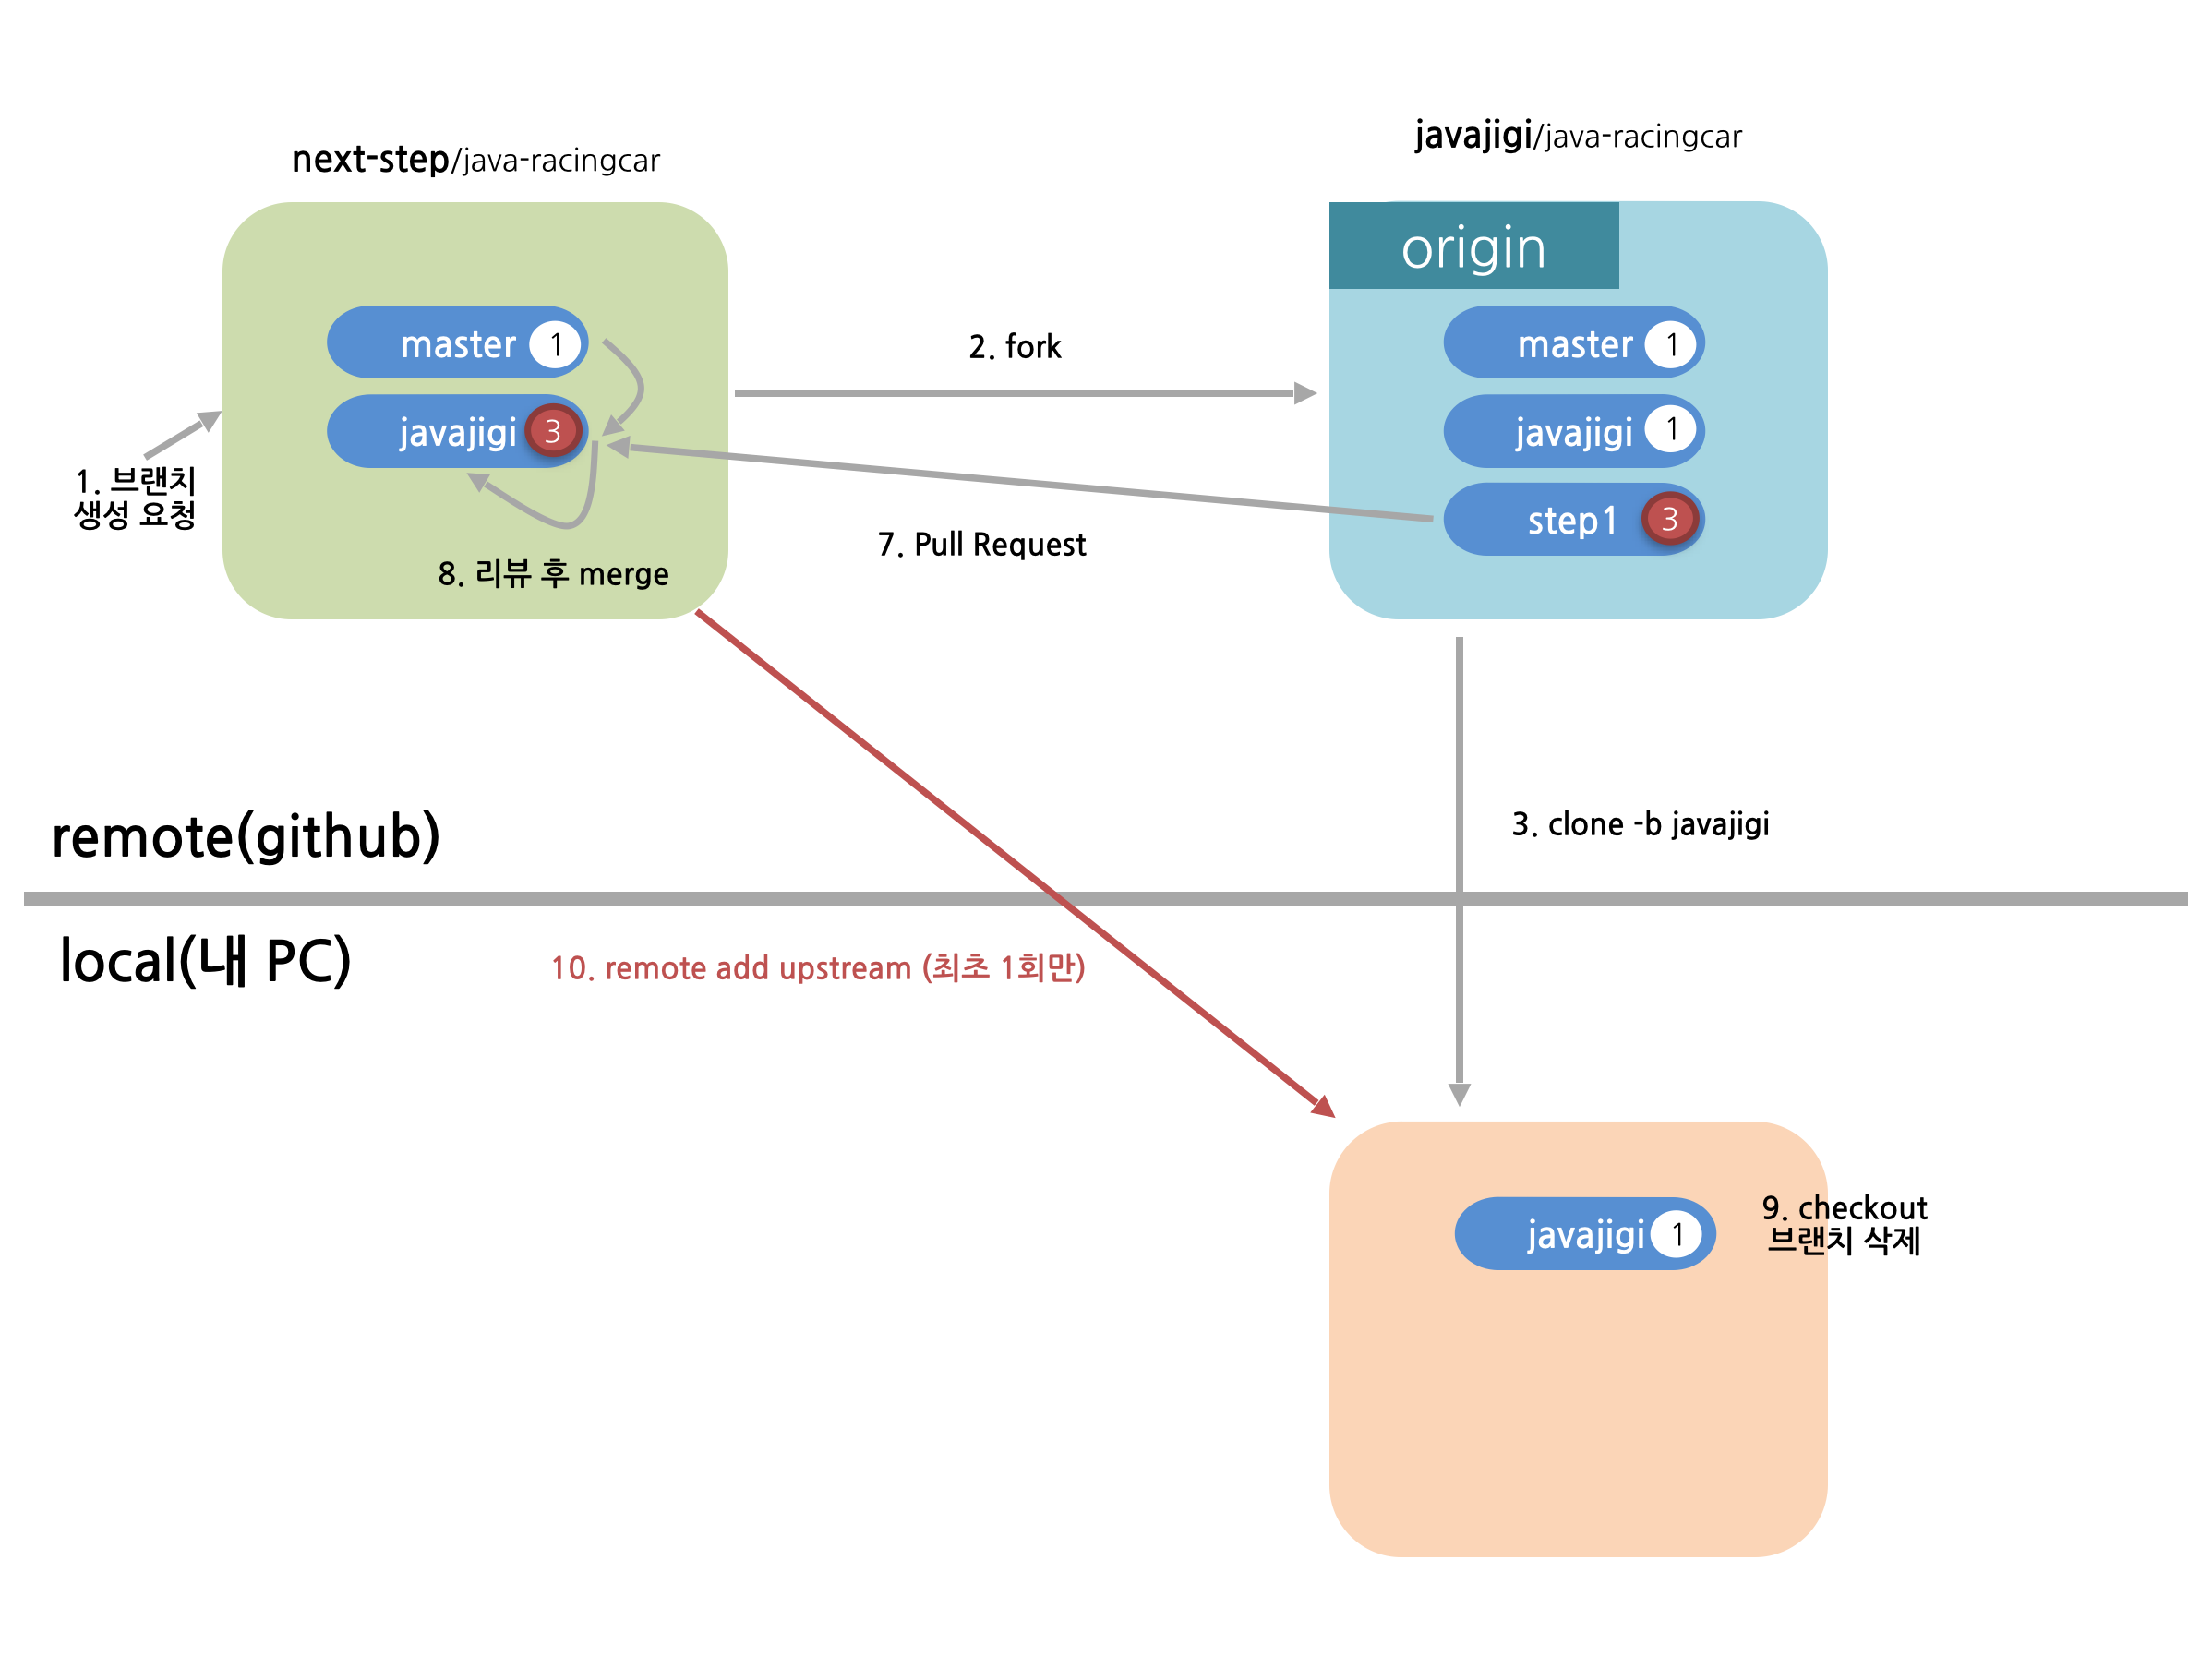 javajigi/java-racingcar
next-step/java-racingcar
origin
master 1
javajigi 3
master 1
javajigi 1
step1 3
2. fork
1. 브랜치
생성 요청
7. Pull Request
8. 리뷰 후 merge
remote(github)
3. clone -b javajigi
local(내 PC)
10. remote add upstream (최초 1회만)
javajigi 1
9. checkout
브랜치 삭제